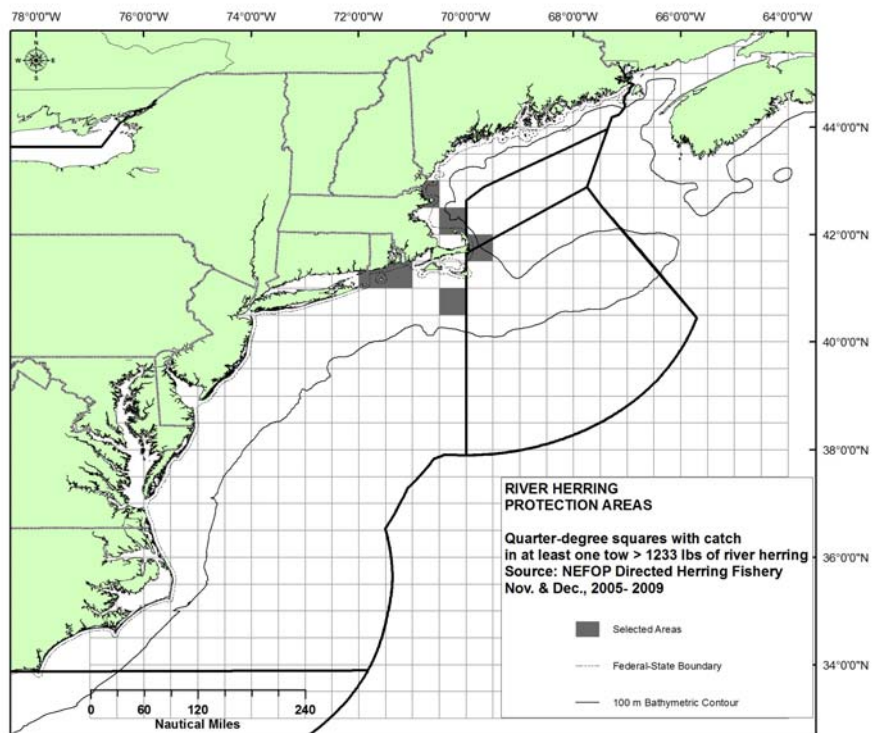 78°0'0"W 76°0'0"W 74°0'0"W 72°0'0"W 70°0'0"W 68°0'0"W 66°0'0"W 64°0'0"W
N
W E
S
44°0'0"N
42°0'0"N
40°0'0"N
38°0'0"N
36°0'0"N
34°0'0"N
RIVER HERRING
PROTECTION AREAS
Quarter-degree squares with catch
in at least one tow > 1233 lbs of river herring
Source: NEFOP Directed Herring Fishery
Nov. & Dec., 2005- 2009
Selected Areas
Federal-State Boundary
100 m Bathymetric Contour
0 60 120 240
Nautical Miles